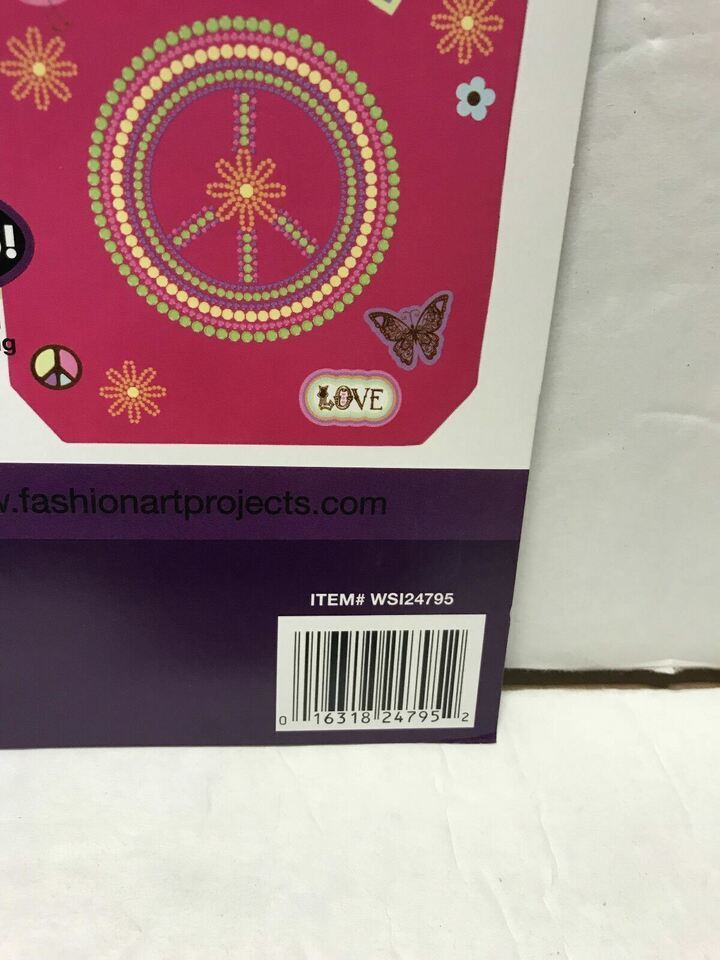 !
g
LOVE
.fashionartprojects.com
ITEM# WSI24795
0 16318 24795 2